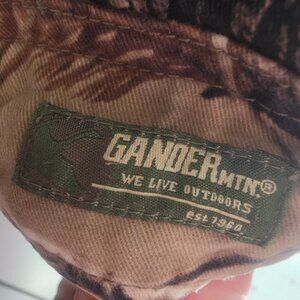 GANDERMTN.®
WE LIVE OUTDOORS
est 1960